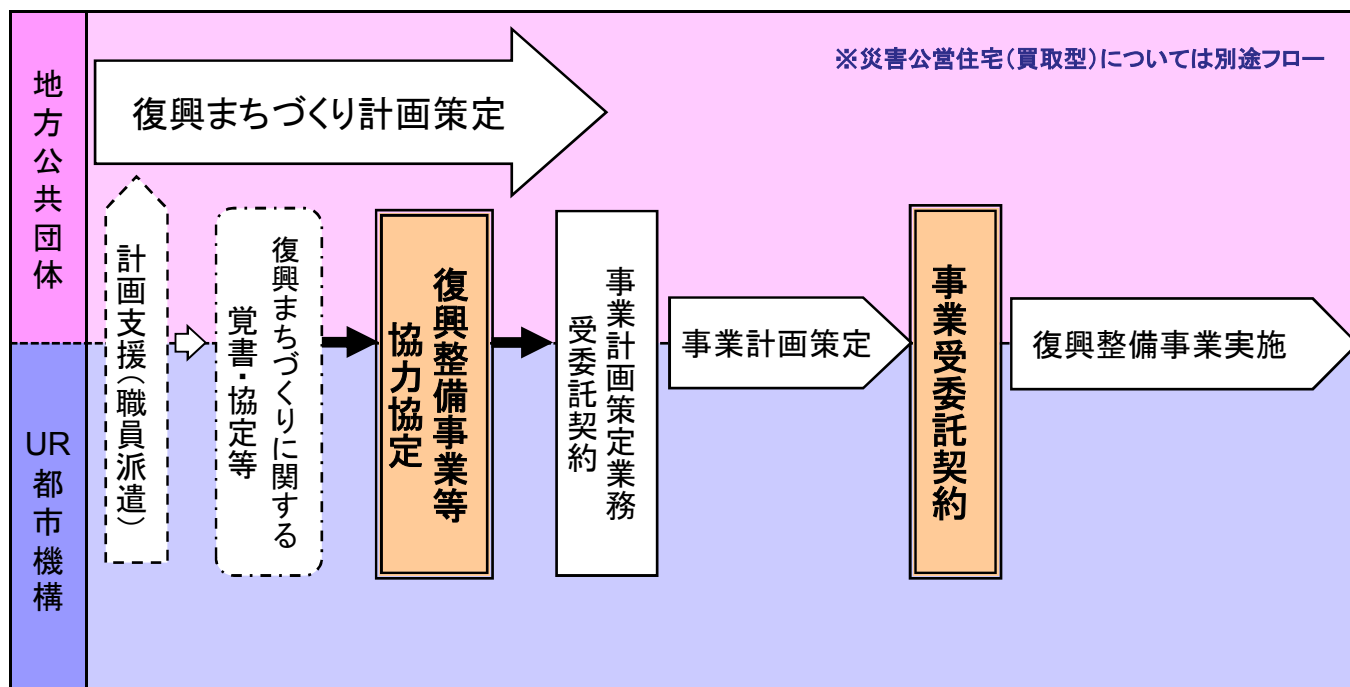 地方公共団体
UR都市機構
※災害公営住宅(買取型)については別途フロー
復興まちづくり計画策定
計画支援(職員派遣)
復興まちづくりに関する
覚書・協定等
復興整備事業等
協力協定
事業計画策定業務
受委託契約
事業計画策定
事業受委託契約
復興整備事業実施